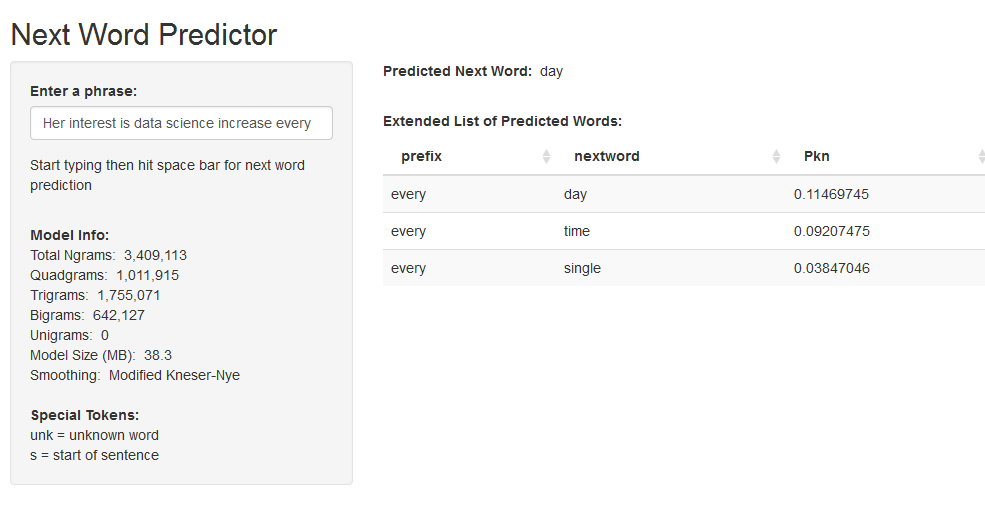 Next Word Predictor
Enter a phrase:
Her interest is data science increase every
Start typing then hit space bar for next word
prediction
Model Info:
Total Ngrams: 3,409,113
Quadgrams: 1,011,915
Trigrams: 1,755,071
Bigrams: 642,127
Unigrams: 0
Model Size (MB): 38.3
Smoothing: Modified Kneser-Nye
Special Tokens:
unk = unknown word
s = start of sentence
Predicted Next Word: day
Extended List of Predicted Words:
prefix nextword Pkn
every day 0.11469745
every time 0.09207475
every single 0.03847046